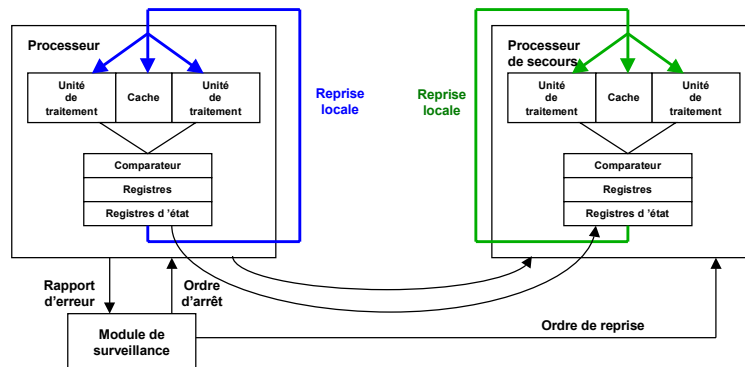 Processeur
Unité
de
traitement
Cache
Unité
de
traitement
Comparateur
Registres
Registres d ’état
Reprise
locale
Reprise
locale
Processeur
de secours
Unité
de
traitement
Cache
Unité
de
traitement
Comparateur
Registres
Registres d ’état
Rapport
d’erreur
Ordre
d’arrêt
Module de
surveillance
Ordre de reprise